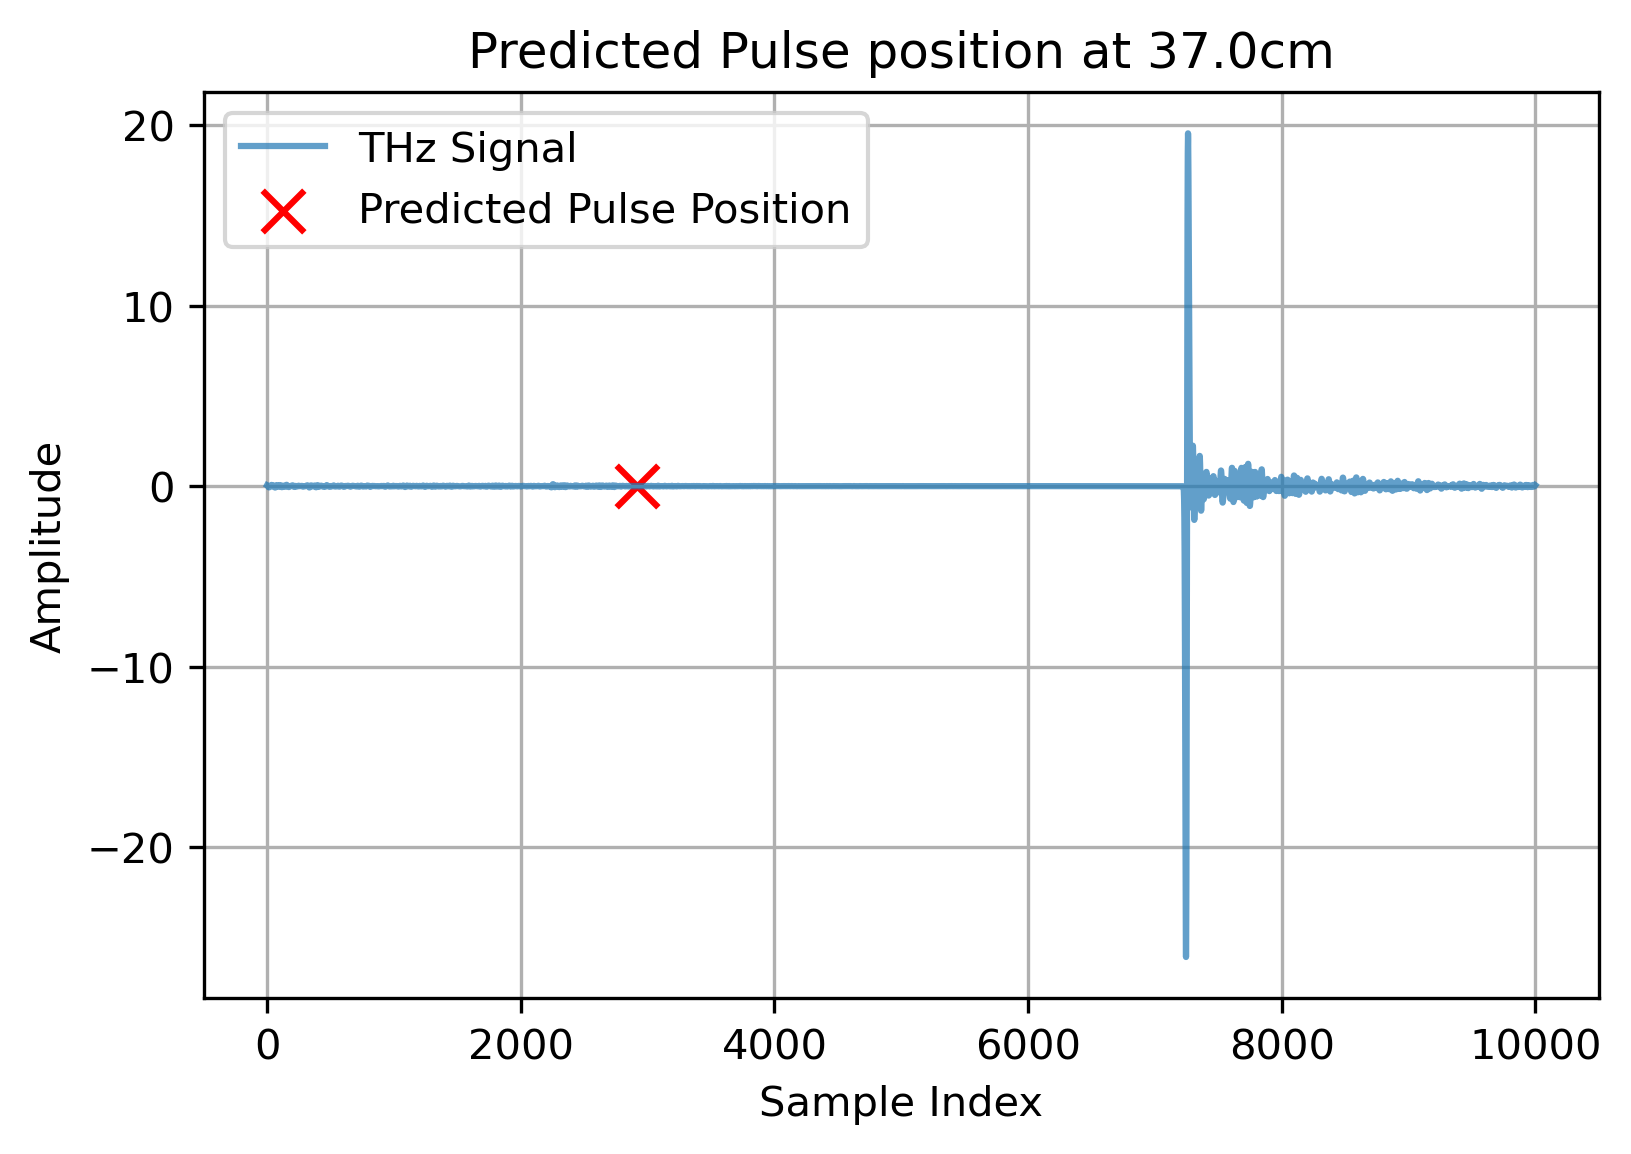 Predicted Pulse position at 37.0cm
THz Signal
Predicted Pulse Position
20
10
0
−10
−20
Amplitude
0 2000 4000 6000 8000 10000
Sample Index